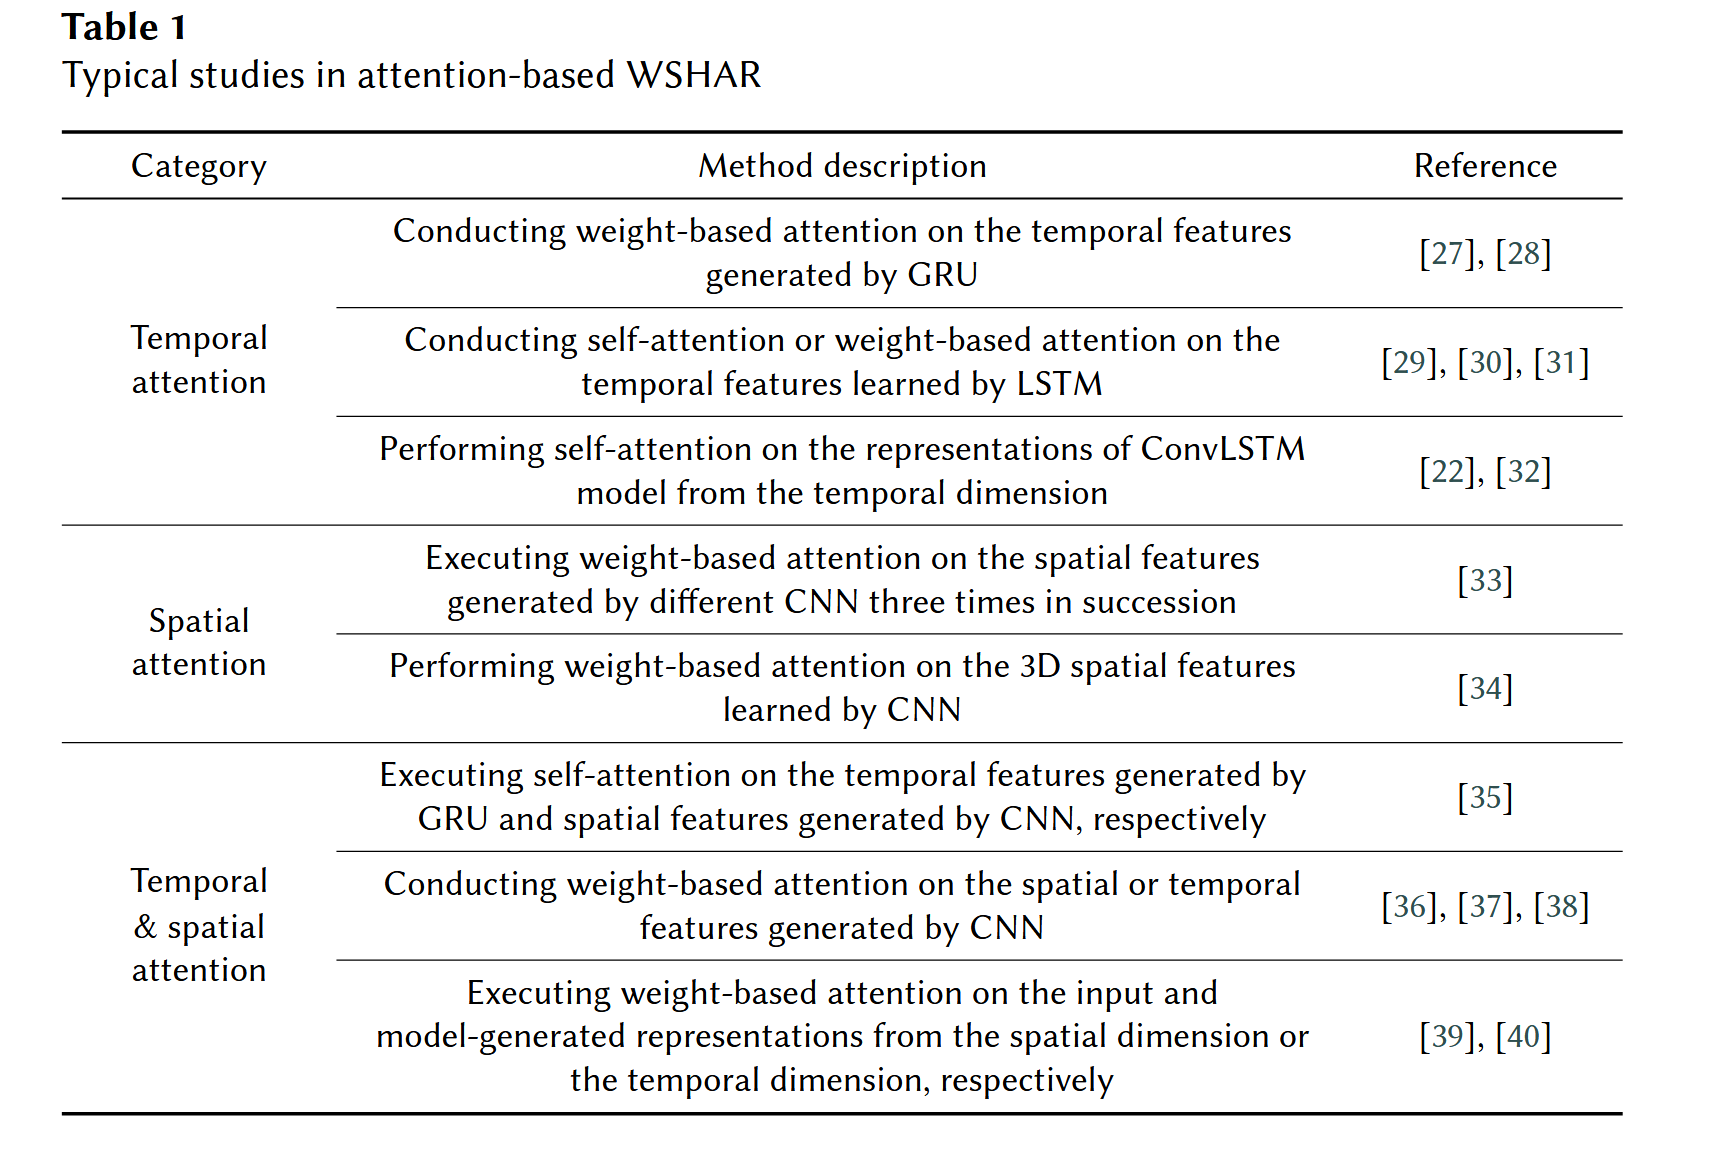 Table 1
Typical studies in attention-based WSHAR
Category Method description Reference
Temporal
attention
Conducting weight-based attention on the temporal features
generated by GRU
[27], [28]
Conducting self-attention or weight-based attention on the
temporal features learned by LSTM
[29], [30], [31]
Performing self-attention on the representations of ConvLSTM
model from the temporal dimension
[22], [32]
Spatial
attention
Executing weight-based attention on the spatial features
generated by different CNN three times in succession
[33]
Performing weight-based attention on the 3D spatial features
learned by CNN
[34]
Temporal
& spatial
attention
Executing self-attention on the temporal features generated by
GRU and spatial features generated by CNN, respectively
[35]
Conducting weight-based attention on the spatial or temporal
features generated by CNN
[36], [37], [38]
Executing weight-based attention on the input and
model-generated representations from the spatial dimension or
the temporal dimension, respectively
[39], [40]